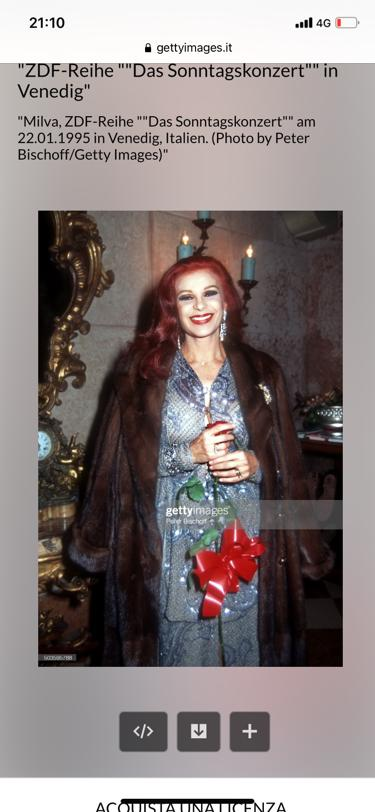 21:10
4G
gettyimages.it
"ZDF-Reihe ""Das Sonntagskonzert"" in
Venedig"
"Milva, ZDF-Reihe ""Das Sonntagskonzert"" am
22.01.1995 in Venedig, Italien. (Photo by Peter
Bischoff/Getty Images)"
gettyimages
Peter Bischoff
</>
ACQUISTA UNA LICENZA